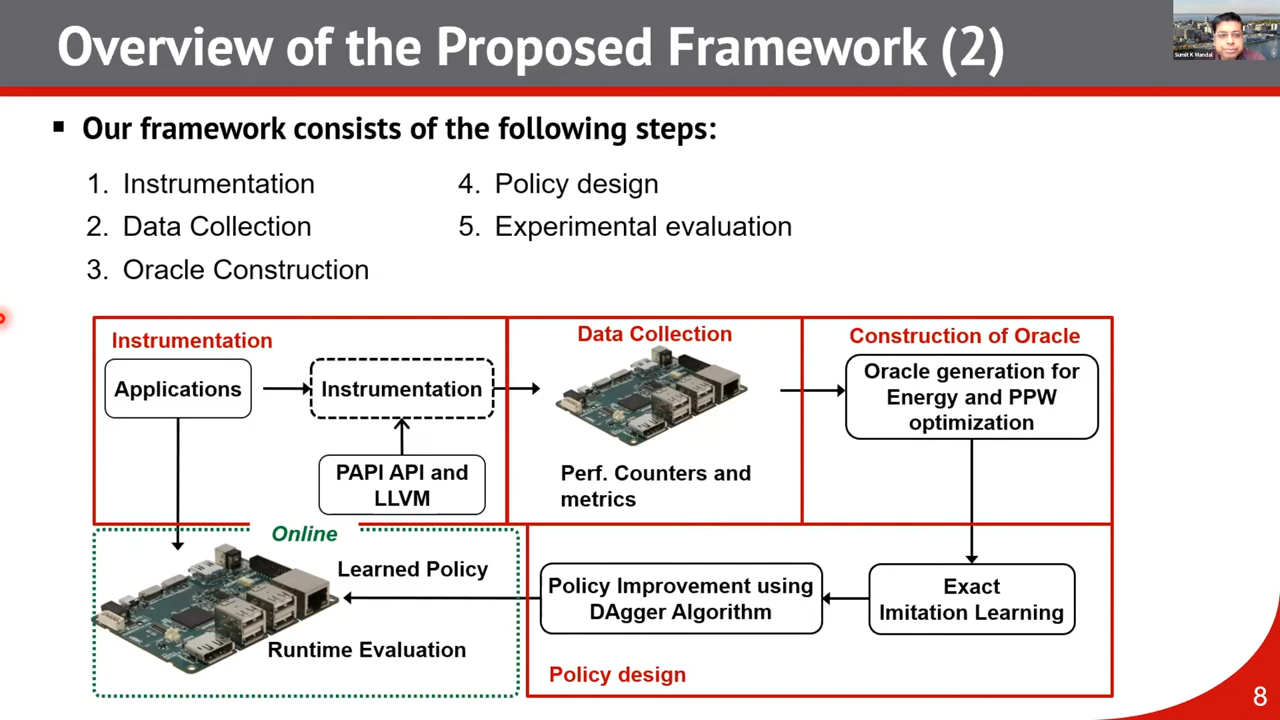 Overview of the Proposed Framework (2)
Sumit K Mandal
▪ Our framework consists of the following steps:
1. Instrumentation
2. Data Collection
3. Oracle Construction
4. Policy design
5. Experimental evaluation
Instrumentation
Applications
Instrumentation
PAPI API and
LLVM
Data Collection
Perf. Counters and
metrics
Construction of Oracle
Oracle generation for
Energy and PPW
optimization
Online
Learned Policy
Runtime Evaluation
Policy Improvement using
DAgger Algorithm
Exact
Imitation Learning
Policy design
8